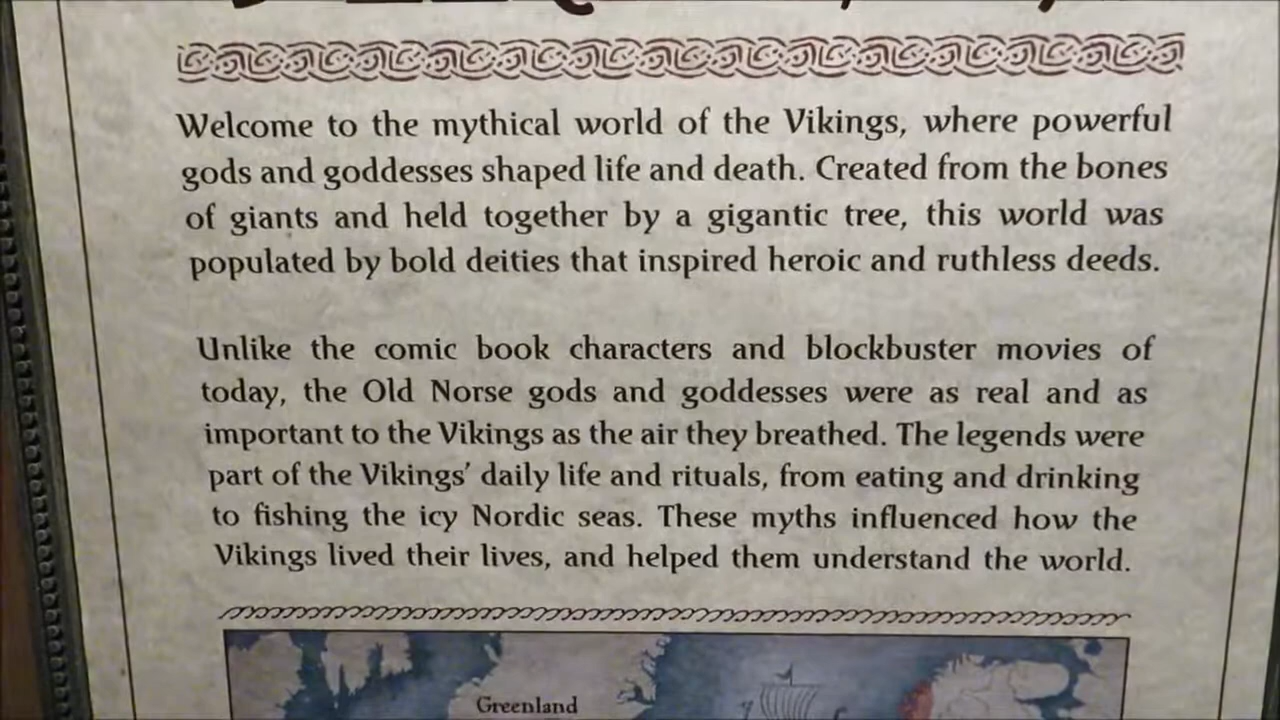 Welcome to the mythical world of the Vikings, where powerful
gods and goddesses shaped life and death. Created from the bones
of giants and held together by a gigantic tree, this world was
populated by bold deities that inspired heroic and ruthless deeds.
Unlike the comic book characters and blockbuster movies of
today, the Old Norse gods and goddesses were as real and as
important to the Vikings as the air they breathed. The legends were
part of the Vikings' daily life and rituals, from eating and drinking
to fishing the icy Nordic seas. These myths influenced how the
Vikings lived their lives, and helped them understand the world.
Greenland